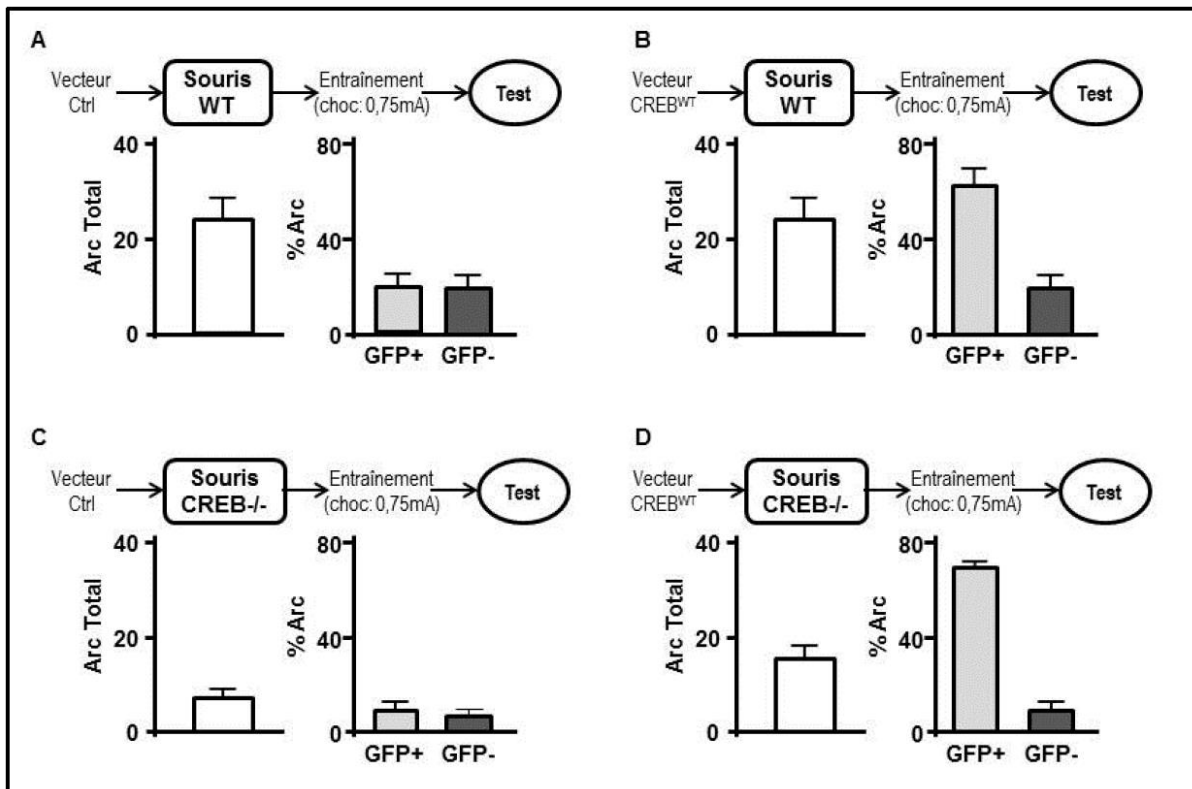 A
Vecteur Ctrl
Souris WT
Entraînement (choc: 0,75mA)
Test
40
20
0
Arc Total
80
40
0
% Arc
GFP+ GFP-
B
Vecteur CREBᵂᵀ
Souris WT
Entraînement (choc: 0,75mA)
Test
40
20
0
Arc Total
80
40
0
% Arc
GFP+ GFP-
C
Vecteur Ctrl
Souris CREB-/-
Entraînement (choc: 0,75mA)
Test
40
20
0
Arc Total
80
40
0
% Arc
GFP+ GFP-
D
Vecteur CREBᵂᵀ
Souris CREB-/-
Entraînement (choc: 0,75mA)
Test
40
20
0
Arc Total
80
40
0
% Arc
GFP+ GFP-